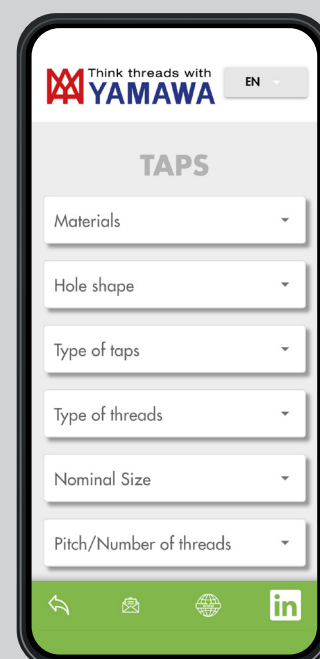 Think threads with
YAMAWA
EN
TAPS
Materials
Hole shape
Type of taps
Type of threads
Nominal Size
Pitch/Number of threads
in